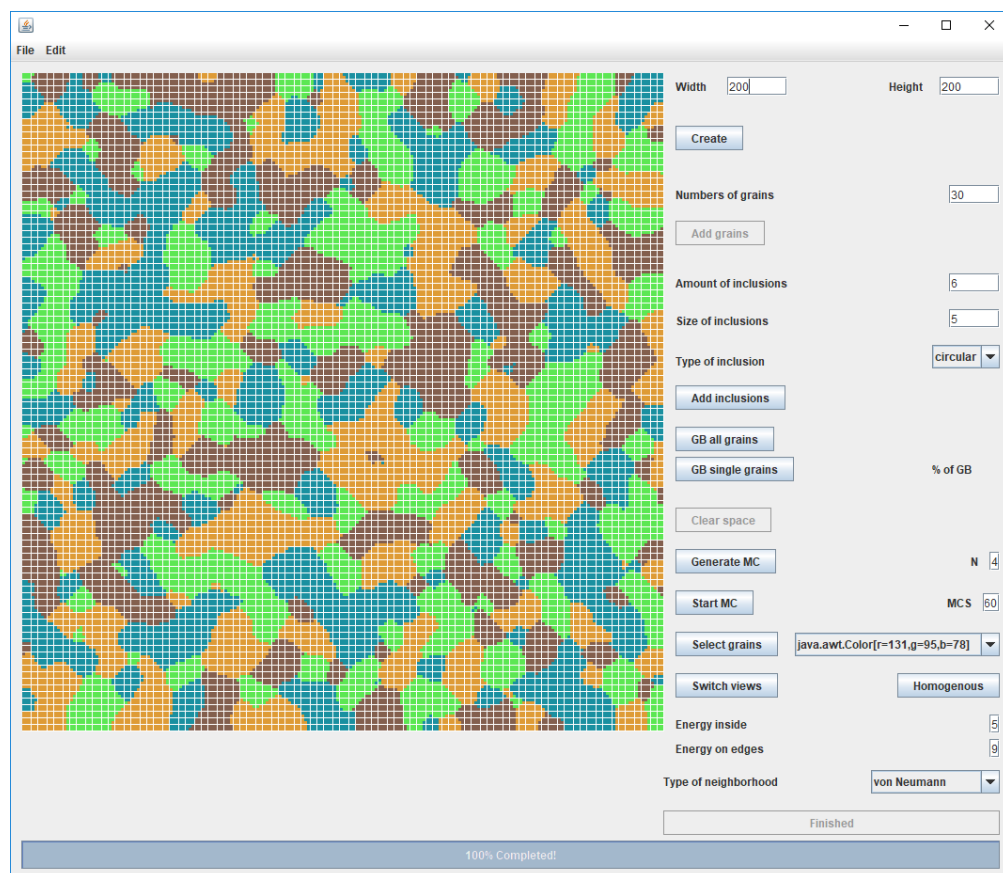 File Edit
Width 200 Height 200
Create
Numbers of grains 30
Add grains
Amount of inclusions 6
Size of inclusions 5
Type of inclusion circular
Add inclusions
GB all grains
GB single grains % of GB
Clear space
Generate MC N 4
Start MC MCS 60
Select grains java.awt.Color[r=131,g=95,b=78]
Switch views Homogenous
Energy inside 5
Energy on edges 9
Type of neighborhood von Neumann
Finished
100% Completed!